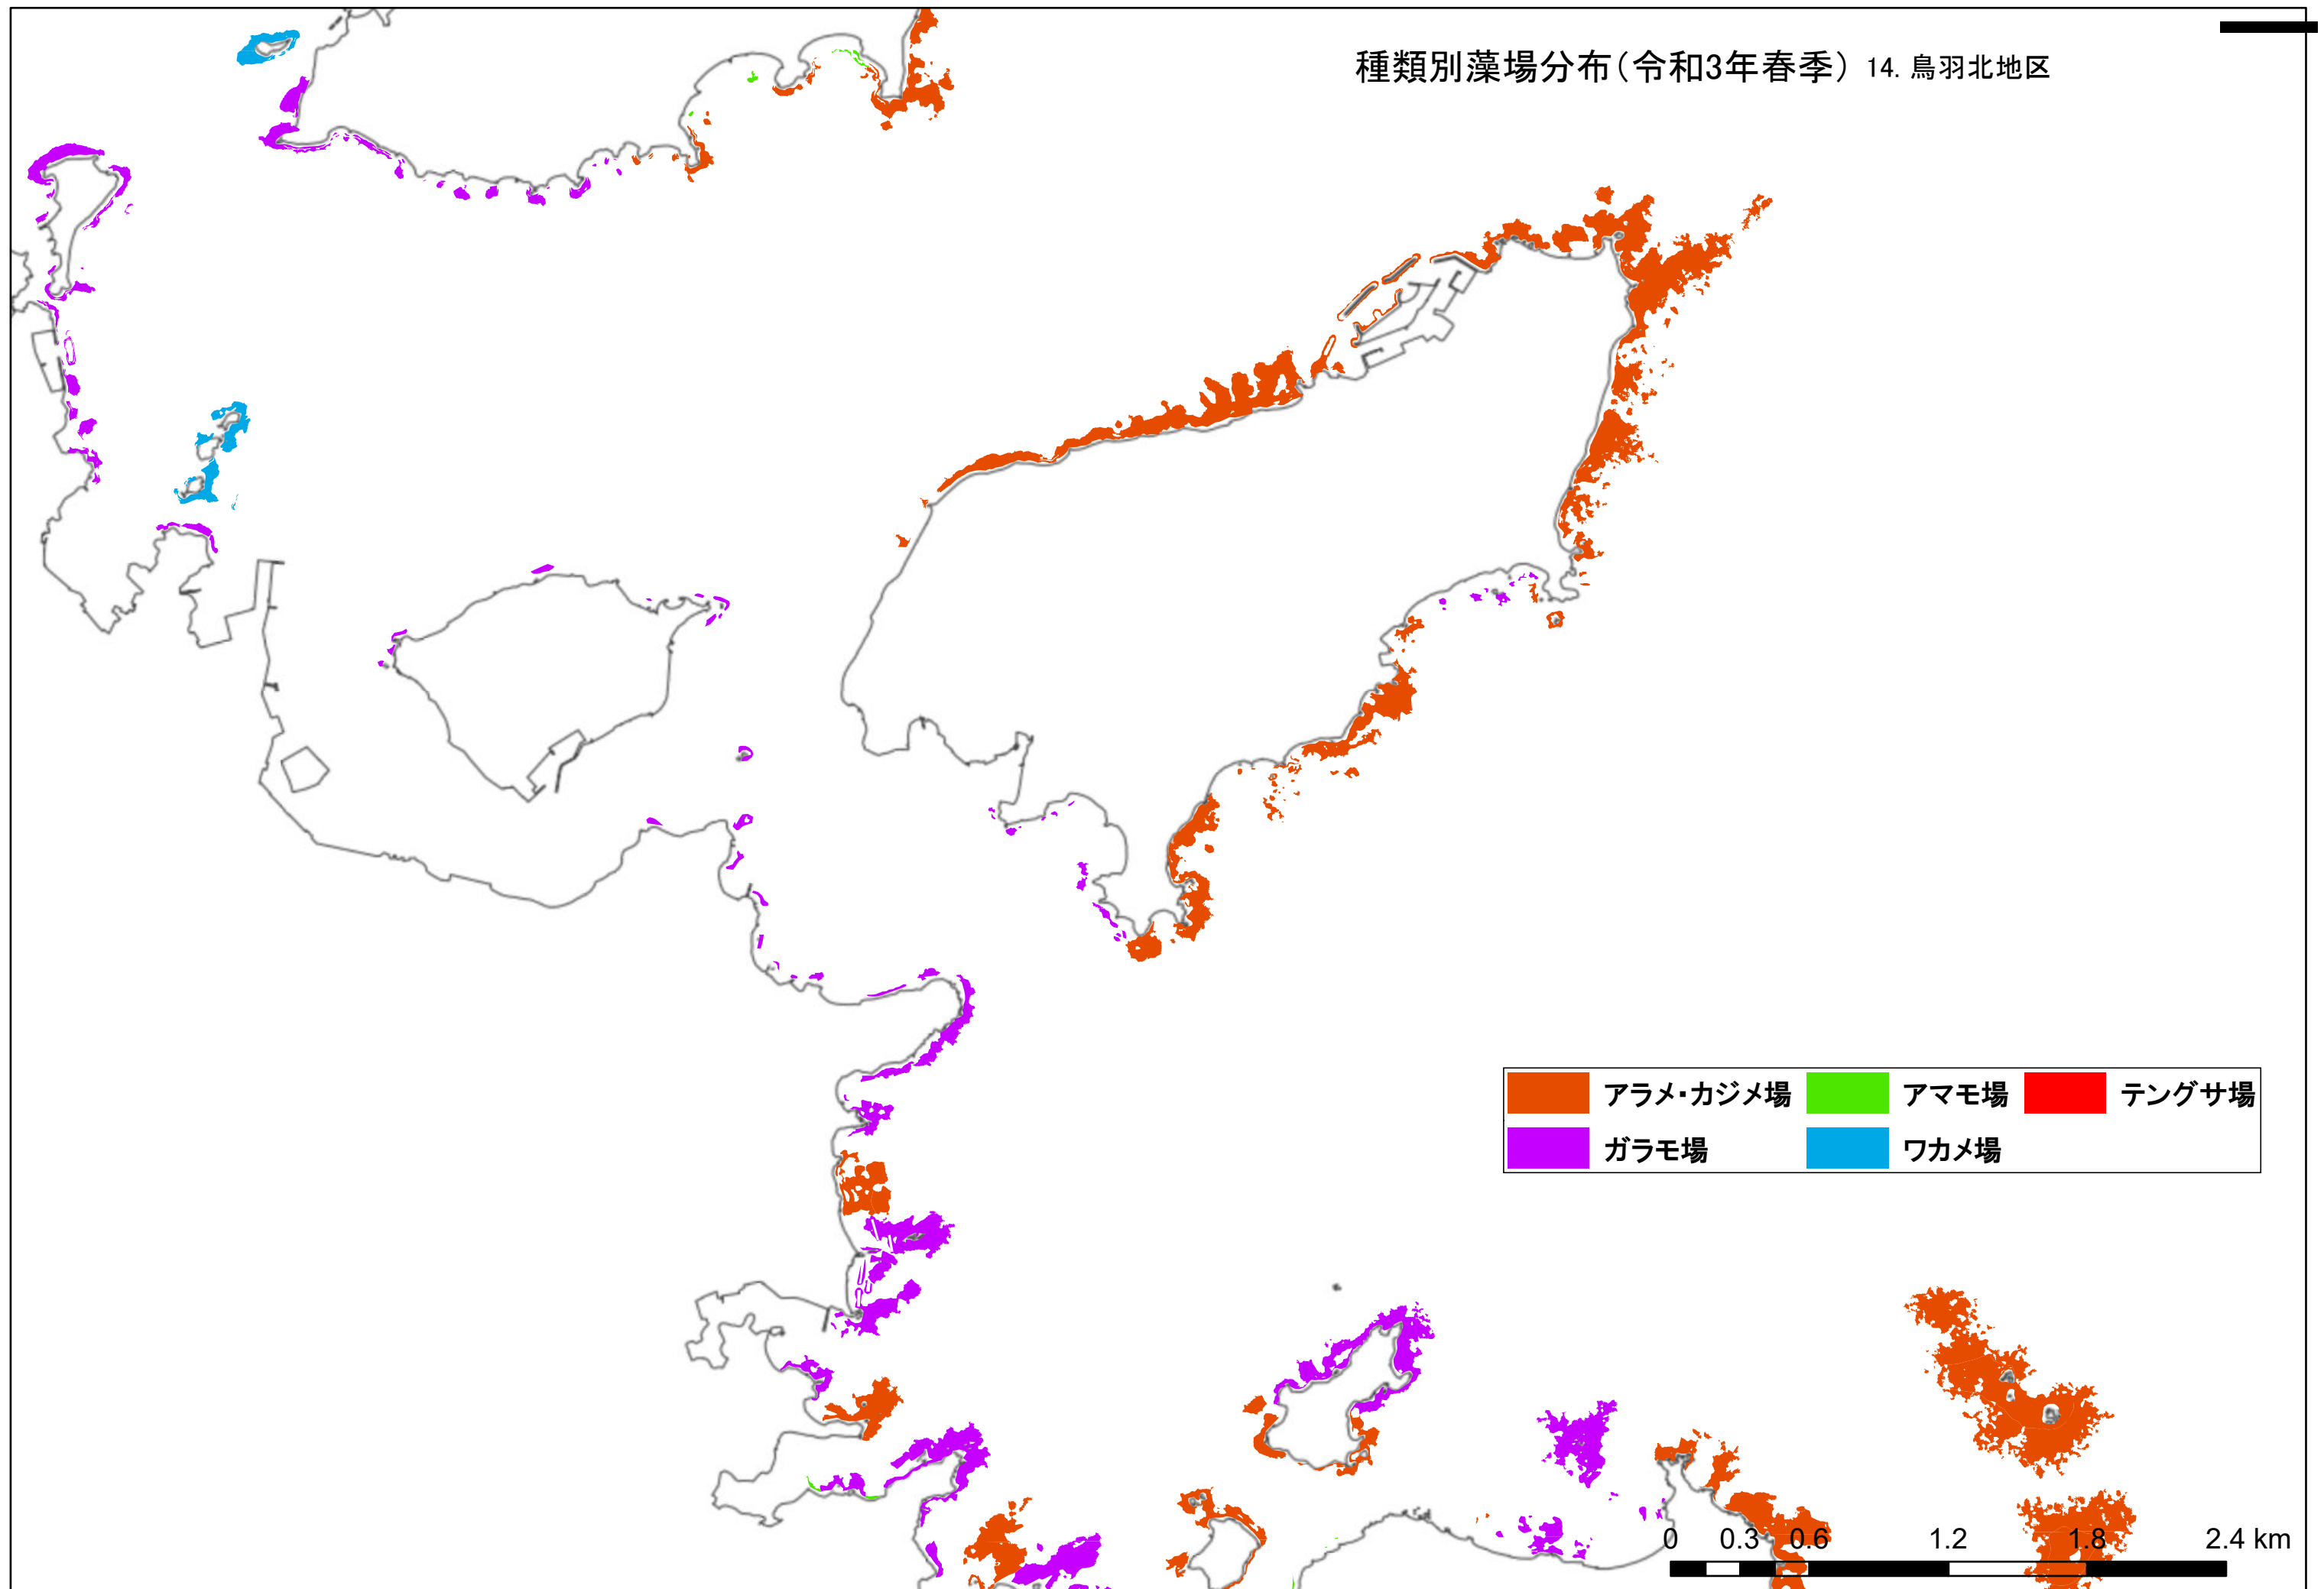 種類別藻場分布（令和3年春季） 14. 鳥羽北地区
アラメ・カジメ場 アマモ場 テングサ場
ガラモ場 ワカメ場
0 0.3 0.6 1.2 1.8 2.4 km